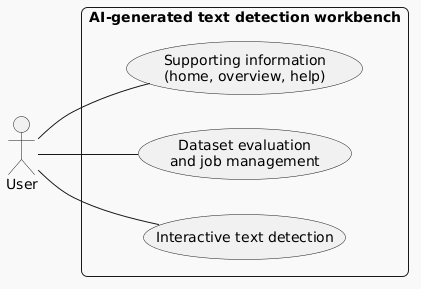 AI-generated text detection workbench
Supporting information
(home, overview, help)
Dataset evaluation
and job management
User
Interactive text detection